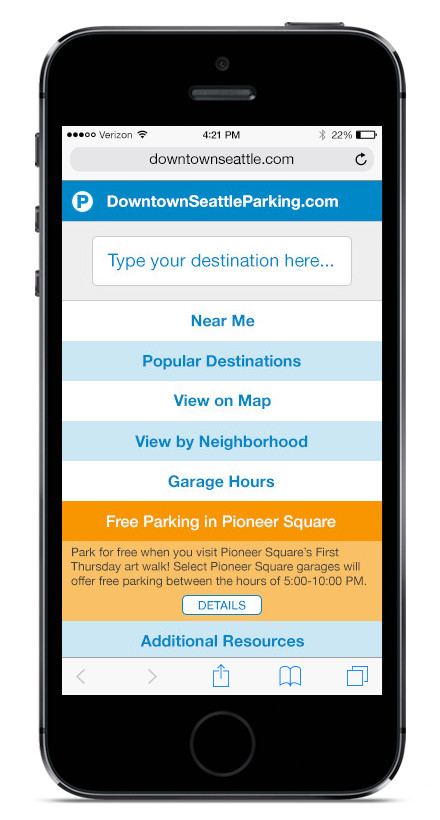 Verizon 4:21 PM 22%
downtownseattle.com
P DowntownSeattleParking.com
Type your destination here...
Near Me
Popular Destinations
View on Map
View by Neighborhood
Garage Hours
Free Parking in Pioneer Square
Park for free when you visit Pioneer Square's First
Thursday art walk! Select Pioneer Square garages will
offer free parking between the hours of 5:00-10:00 PM.
DETAILS
Additional Resources